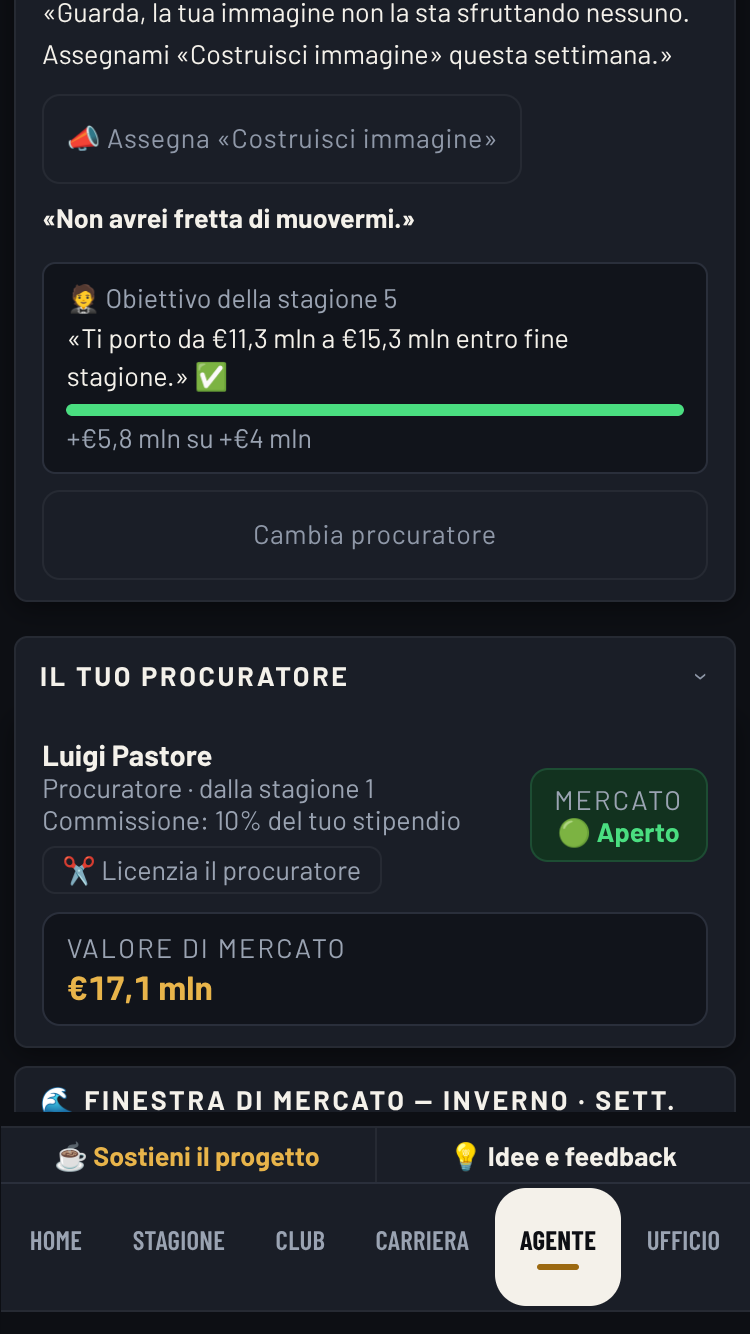 «Guarda, la tua immagine non la sta sfruttando nessuno.
Assegnami «Costruisci immagine» questa settimana.»
📣 Assegna «Costruisci immagine»
«Non avrei fretta di muovermi.»
🤵 Obiettivo della stagione 5
«Ti porto da €11,3 mln a €15,3 mln entro fine
stagione.» ✅
+€5,8 mln su +€4 mln
Cambia procuratore
IL TUO PROCURATORE
Luigi Pastore
Procuratore · dalla stagione 1
Commissione: 10% del tuo stipendio
✂️ Licenzia il procuratore
MERCATO
🟢 Aperto
VALORE DI MERCATO
€17,1 mln
🌊 FINESTRA DI MERCATO — INVERNO · SETT.
☕ Sostieni il progetto
💡 Idee e feedback
HOME
STAGIONE
CLUB
CARRIERA
AGENTE
UFFICIO